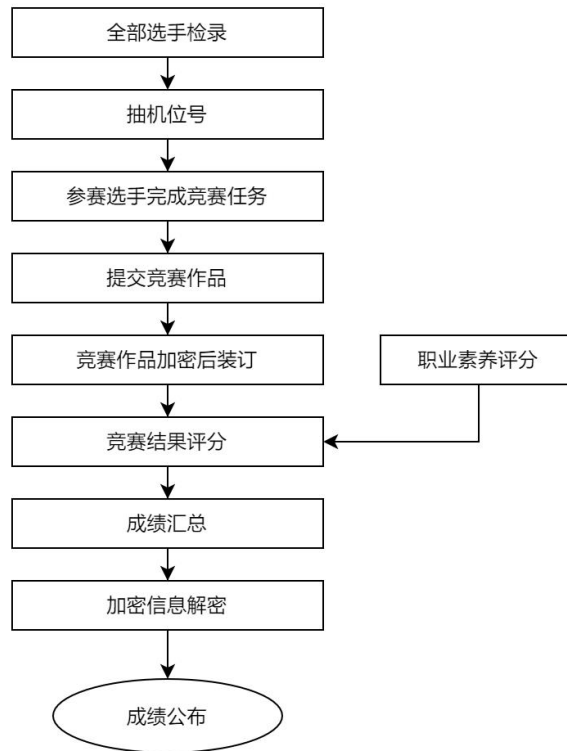 全部选手检录
抽机位号
参赛选手完成竞赛任务
提交竞赛作品
竞赛作品加密后装订
职业素养评分
竞赛结果评分
成绩汇总
加密信息解密
成绩公布